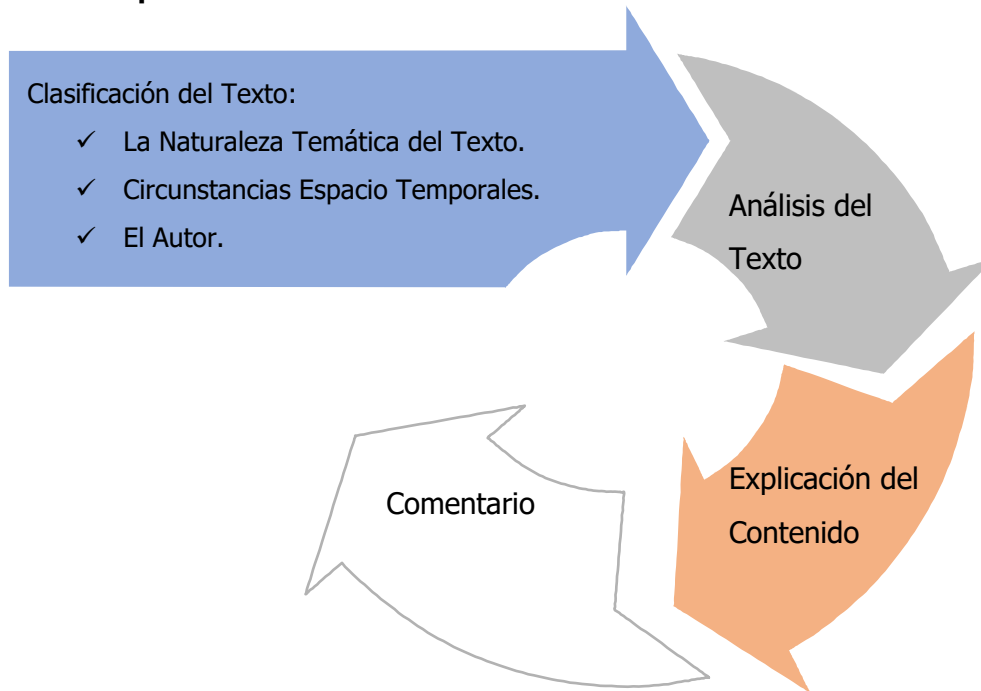 Clasificación del Texto:
✓ La Naturaleza Temática del Texto.
✓ Circunstancias Espacio Temporales.
✓ El Autor.
Análisis del
Texto
Explicación del
Contenido
Comentario